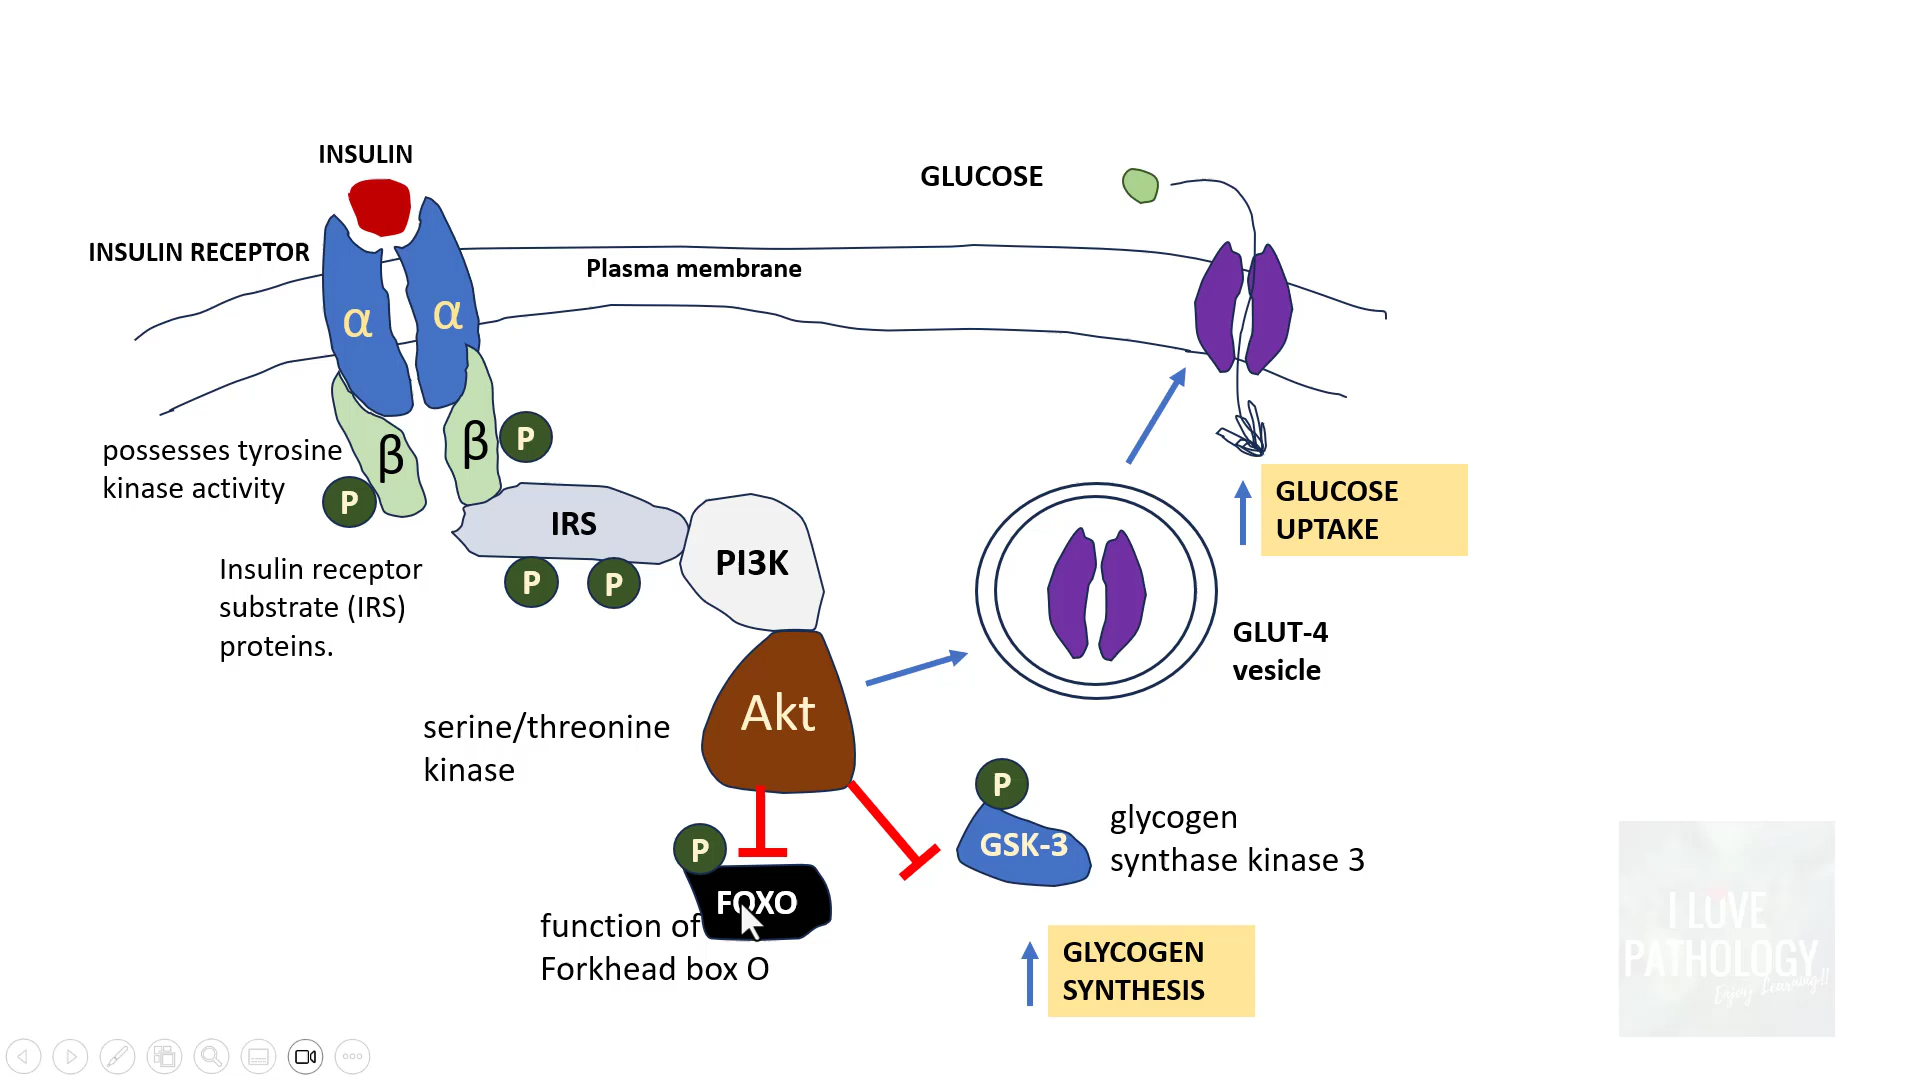 INSULIN
GLUCOSE
INSULIN RECEPTOR
Plasma membrane
α
α
β
β
P
P
possesses tyrosine
kinase activity
IRS
P
P
PI3K
Insulin receptor
substrate (IRS)
proteins.
GLUCOSE
UPTAKE
GLUT-4
vesicle
Akt
serine/threonine
kinase
P
GSK-3
glycogen
synthase kinase 3
P
FOXO
function of
Forkhead box O
GLYCOGEN
SYNTHESIS
I LOVE
PATHOLOGY
Enjoy Learning!!